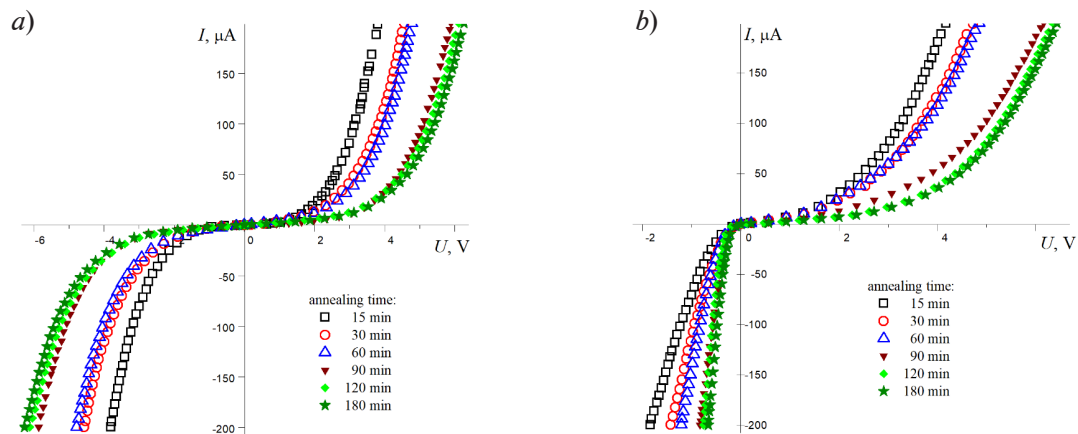 a)
I, µA
150
100
50
-6
-4
-2
0
2
4
U, V
-50
-100
-150
-200
annealing time:
15 min
30 min
60 min
90 min
120 min
180 min
b)
I, µA
150
100
50
-2
0
2
4
U, V
-50
-100
-150
-200
annealing time:
15 min
30 min
60 min
90 min
120 min
180 min